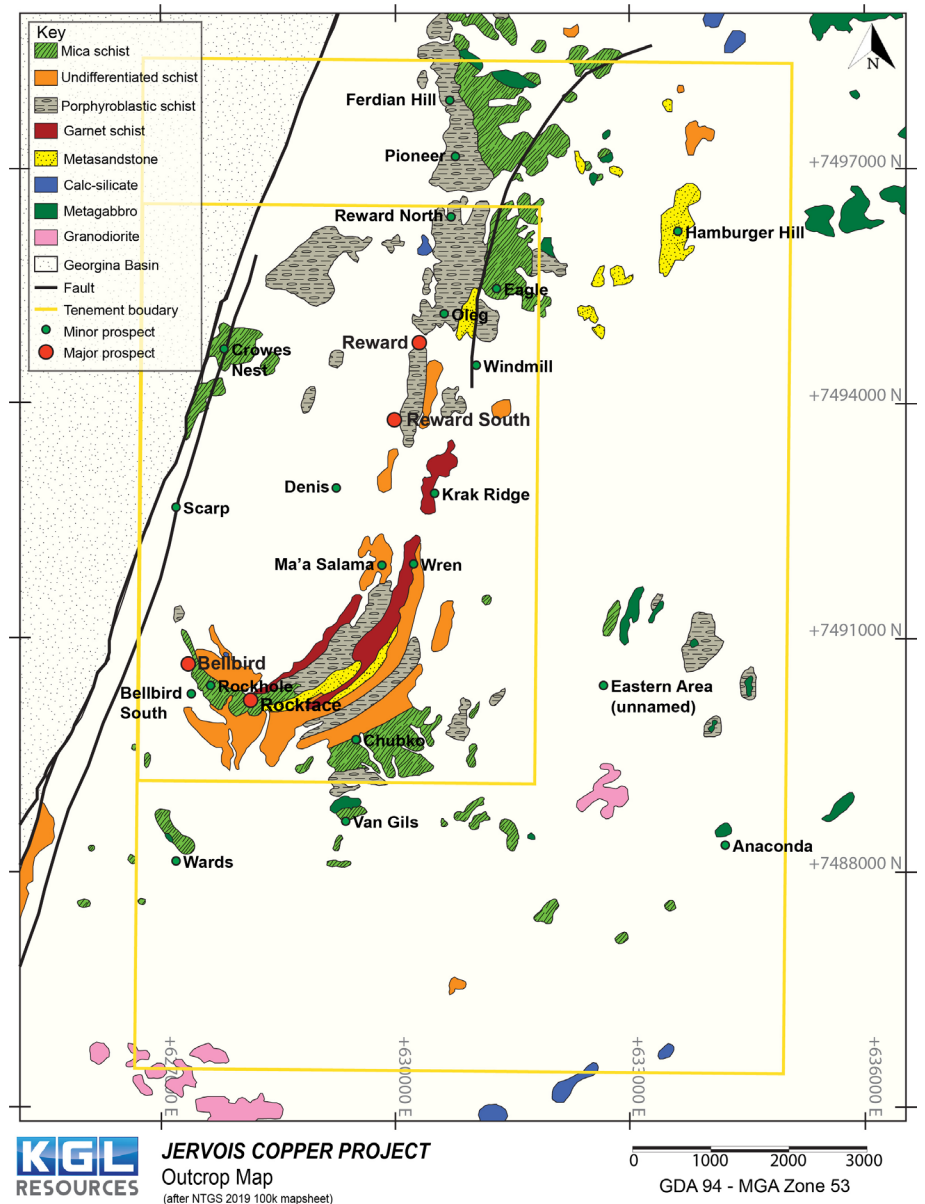 Key
Mica schist
Undifferentiated schist
Porphyroblastic schist
Garnet schist
Metasandstone
Calc-silicate
Metagabbro
Granodiorite
Georgina Basin
Fault
Tenement boudary
Minor prospect
Major prospect
N
Ferdian Hill
Pioneer
+7497000 N
Reward North
Hamburger Hill
Eagle
Oleg
Reward
Crowes
Nest
Windmill
+7494000 N
Reward South
Denis
Krak Ridge
Scarp
Ma'a Salama
Wren
+7491000 N
Bellbird
Rockhole
Bellbird
South
Rockface
Eastern Area
(unnamed)
Chubko
Van Gils
Anaconda
Wards
+7488000 N
+627000 E
+630000 E
+633000 E
+636000 E
KGL
RESOURCES
JERVOIS COPPER PROJECT
Outcrop Map
(after NTGS 2019 100k mapsheet)
0 1000 2000 3000
GDA 94 - MGA Zone 53